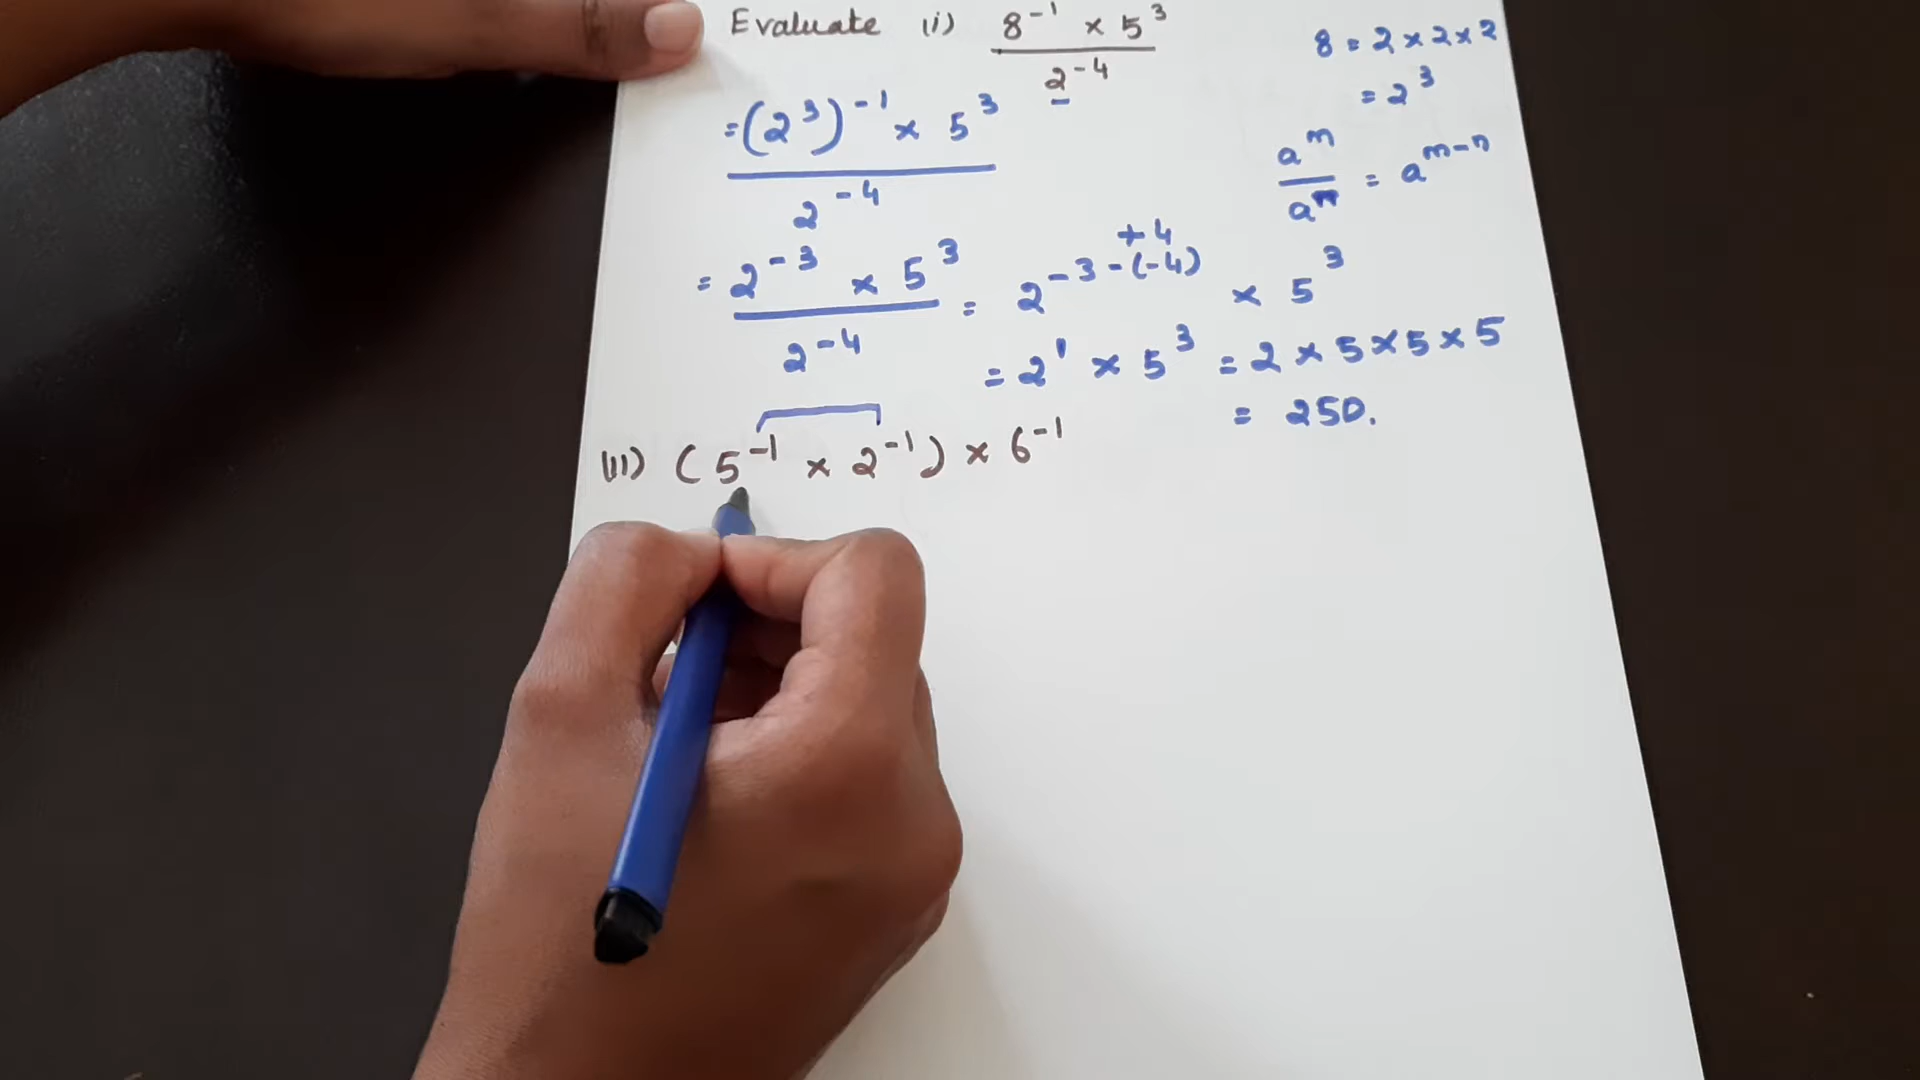 Evaluate (i) 8⁻¹ × 5³ / 2⁻⁴
8 = 2 × 2 × 2
= 2³
= (2³)⁻¹ × 5³ / 2⁻⁴
aᵐ / aⁿ = aᵐ⁻ⁿ
+4
= 2⁻³ × 5³ / 2⁻⁴ = 2⁻³⁻⁽⁻⁴⁾ × 5³
= 2¹ × 5³ = 2 × 5 × 5 × 5
= 250.
(ii) (5⁻¹ × 2⁻¹) × 6⁻¹